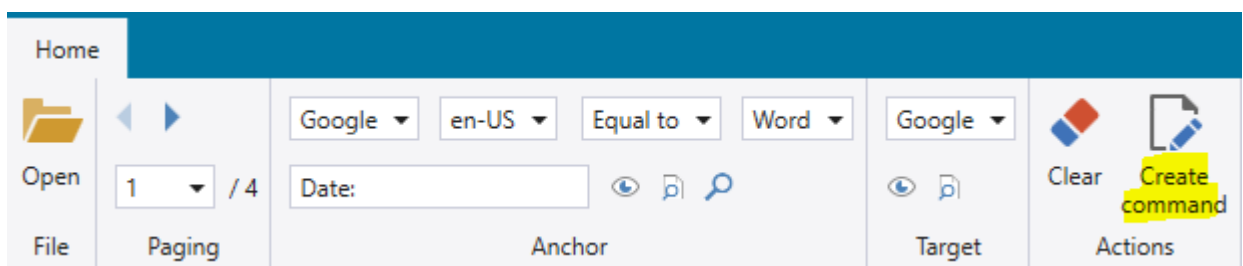 Home
Google en-US Equal to Word Google
Open
1 / 4
Date:
Clear
Create
command
File
Paging
Anchor
Target
Actions